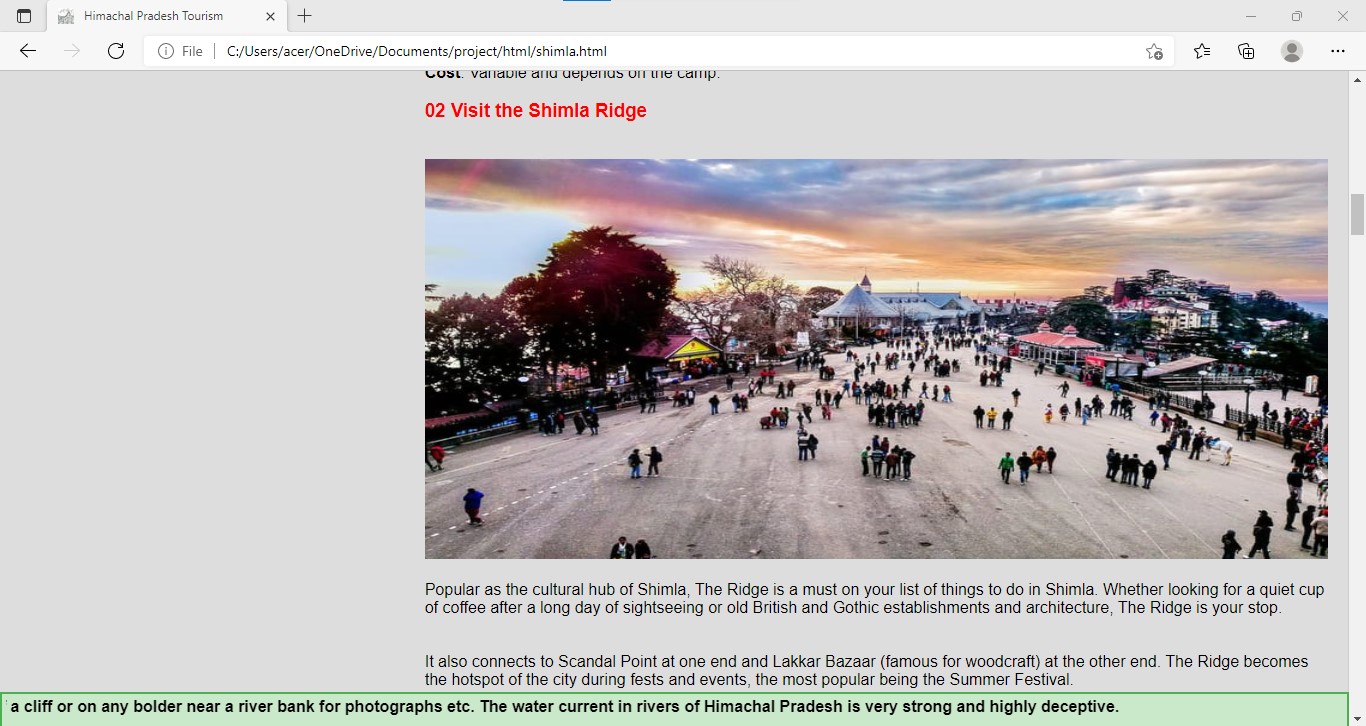 Himachal Pradesh Tourism
File
C:/Users/acer/OneDrive/Documents/project/html/shimla.html
Cost: Variable and depends on the camp.
02 Visit the Shimla Ridge
Popular as the cultural hub of Shimla, The Ridge is a must on your list of things to do in Shimla. Whether looking for a quiet cup
of coffee after a long day of sightseeing or old British and Gothic establishments and architecture, The Ridge is your stop.
It also connects to Scandal Point at one end and Lakkar Bazaar (famous for woodcraft) at the other end. The Ridge becomes
the hotspot of the city during fests and events, the most popular being the Summer Festival.
a cliff or on any bolder near a river bank for photographs etc. The water current in rivers of Himachal Pradesh is very strong and highly deceptive.